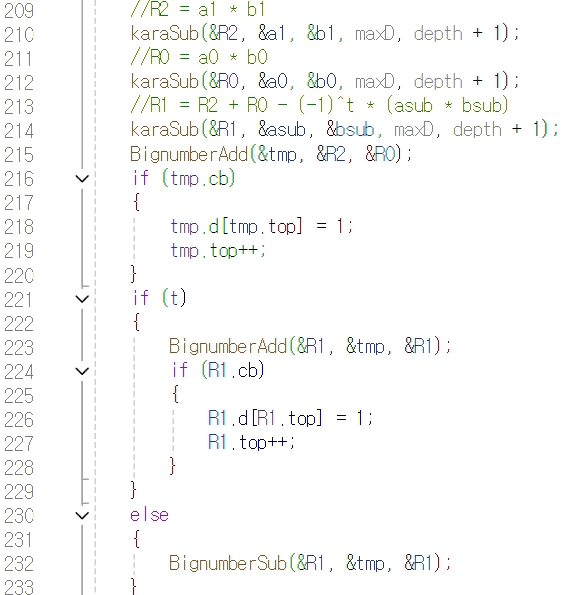 209 //R2 = a1 * b1
210 karaSub(&R2, &a1, &b1, maxD, depth + 1);
211 //R0 = a0 * b0
212 karaSub(&R0, &a0, &b0, maxD, depth + 1);
213 //R1 = R2 + R0 - (-1)^t * (asub * bsub)
214 karaSub(&R1, &asub, &bsub, maxD, depth + 1);
215 BignumberAdd(&tmp, &R2, &R0);
216 if (tmp.cb)
217 {
218 tmp.d[tmp.top] = 1;
219 tmp.top++;
220 }
221 if (t)
222 {
223 BignumberAdd(&R1, &tmp, &R1);
224 if (R1.cb)
225 {
226 R1.d[R1.top] = 1;
227 R1.top++;
228 }
229 }
230 else
231 {
232 BignumberSub(&R1, &tmp, &R1);
233 }